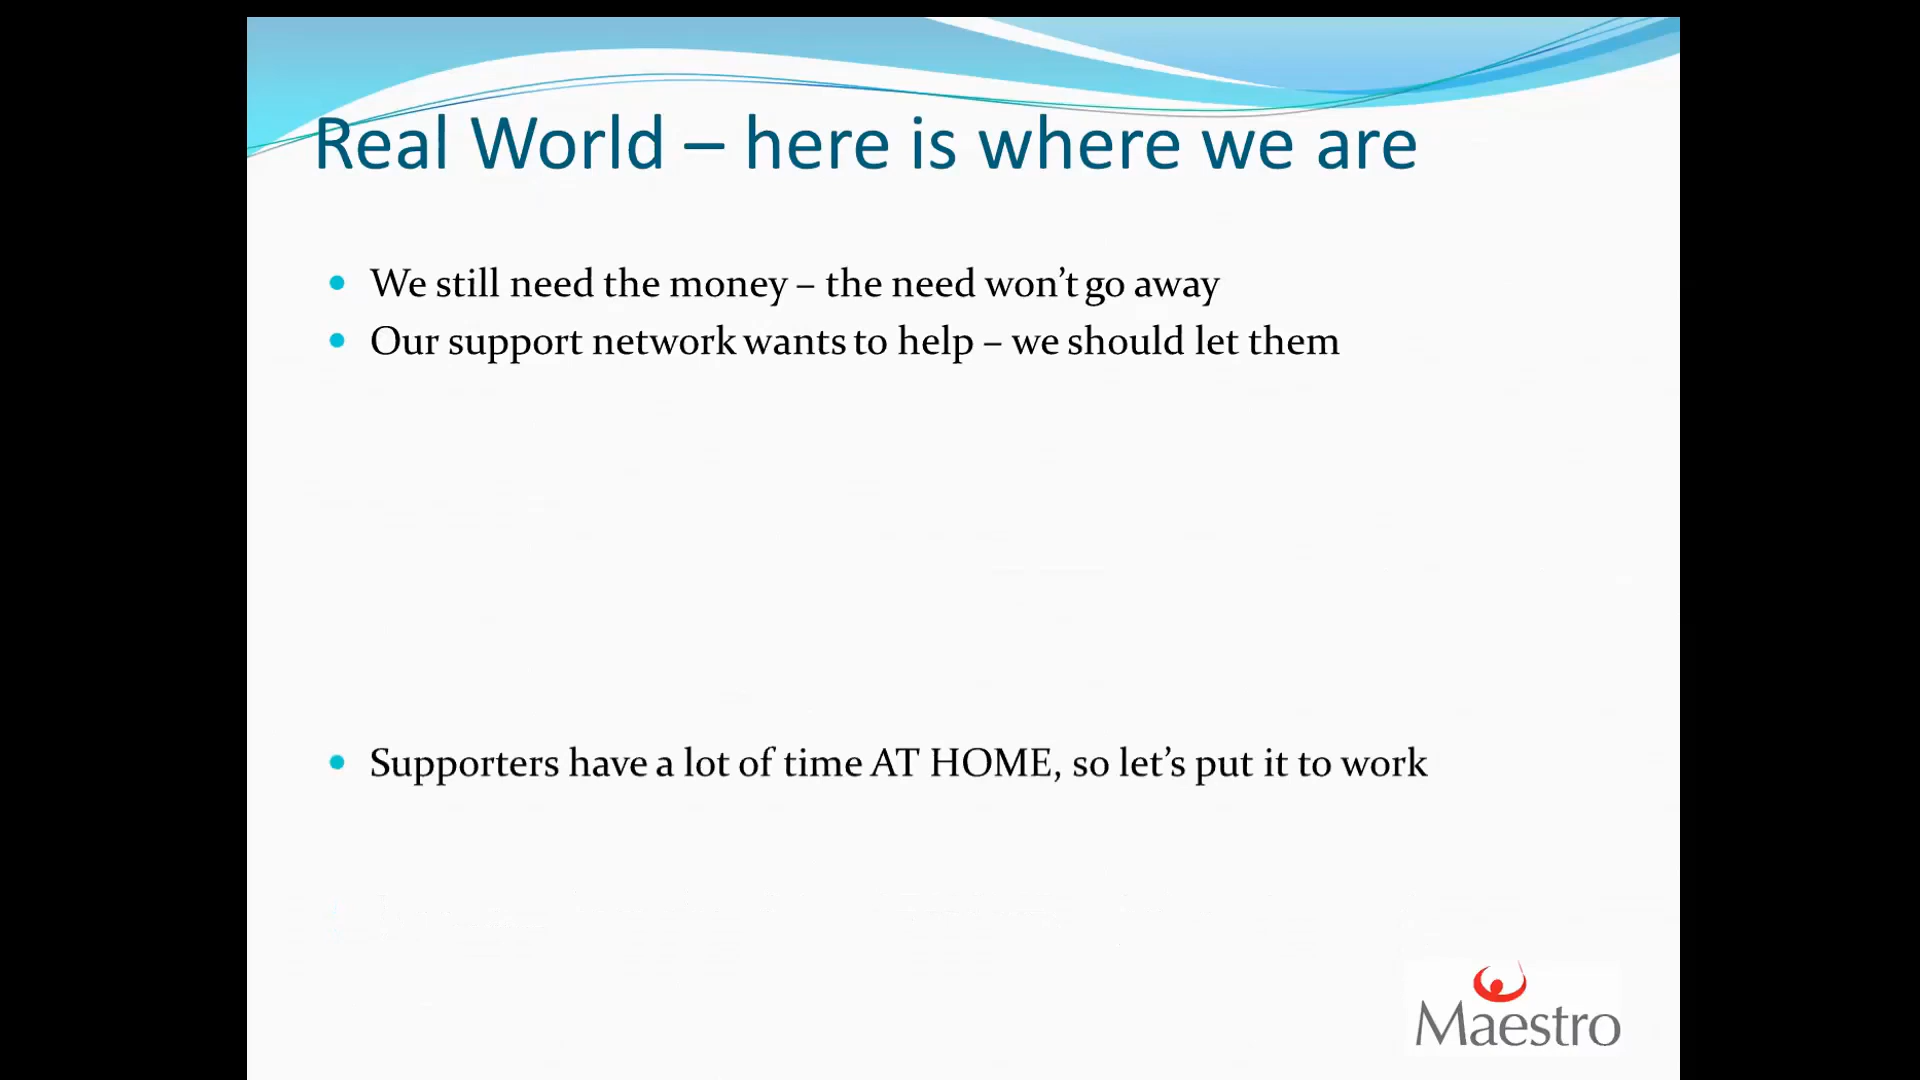 Real World – here is where we are
• We still need the money – the need won’t go away
• Our support network wants to help – we should let them
• Supporters have a lot of time AT HOME, so let’s put it to work
Maestro